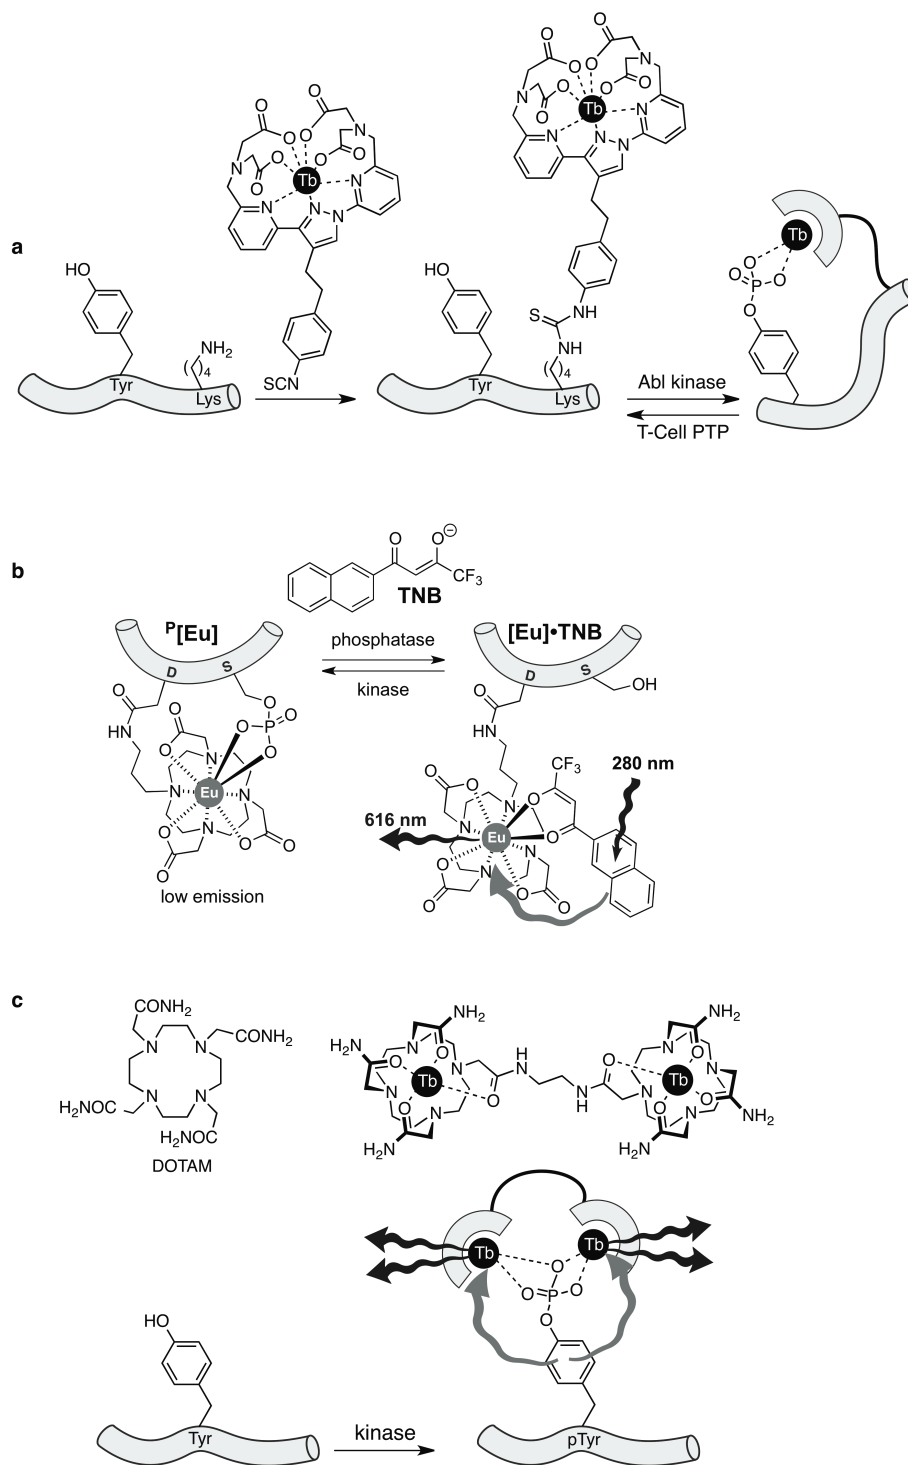 a
O
O
O
O
O
O
O
O
N
N
Tb
N
N
N
N
HO
Tyr
NH2
( )4
Lys
SCN
O
O
O
O
O
O
O
O
N
N
Tb
N
N
N
N
HO
Tyr
S
NH
NH
( )4
Lys
Abl kinase
T-Cell PTP
Tb
O
O
P
O
O
b
O
O⊖
CF3
TNB
P[Eu]
D
S
O
HN
O
P
O
O
O
O
O
N
N
Eu
N
N
O
O
O
O
low emission
phosphatase
kinase
[Eu]•TNB
D
S
OH
O
HN
CF3
280 nm
O
O
N
O
O
616 nm
N
Eu
N
N
O
O
O
O
c
CONH2
CONH2
N
N
N
N
H2NOC
H2NOC
DOTAM
NH2
H2N
O
O
N
N
Tb
N
N
O
O
H2N
H
N
N
H
O
NH2
O
N
N
Tb
N
N
O
O
NH2
H2N
Tb
Tb
O
O
P
O
O
HO
Tyr
kinase
pTyr